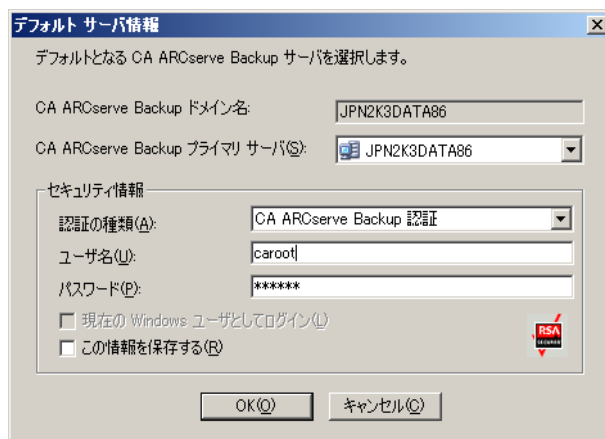 デフォルト サーバ情報
デフォルトとなる CA ARCserve Backup サーバを選択します。
CA ARCserve Backup ドメイン名:
JPN2K3DATA86
CA ARCserve Backup プライマリ サーバ(S):
JPN2K3DATA86
セキュリティ情報
認証の種類(A):
CA ARCserve Backup 認証
ユーザ名(U):
caroot
パスワード(P):
******
現在の Windows ユーザとしてログイン(L)
この情報を保存する(R)
RSA
SECURED
OK(O)
キャンセル(C)